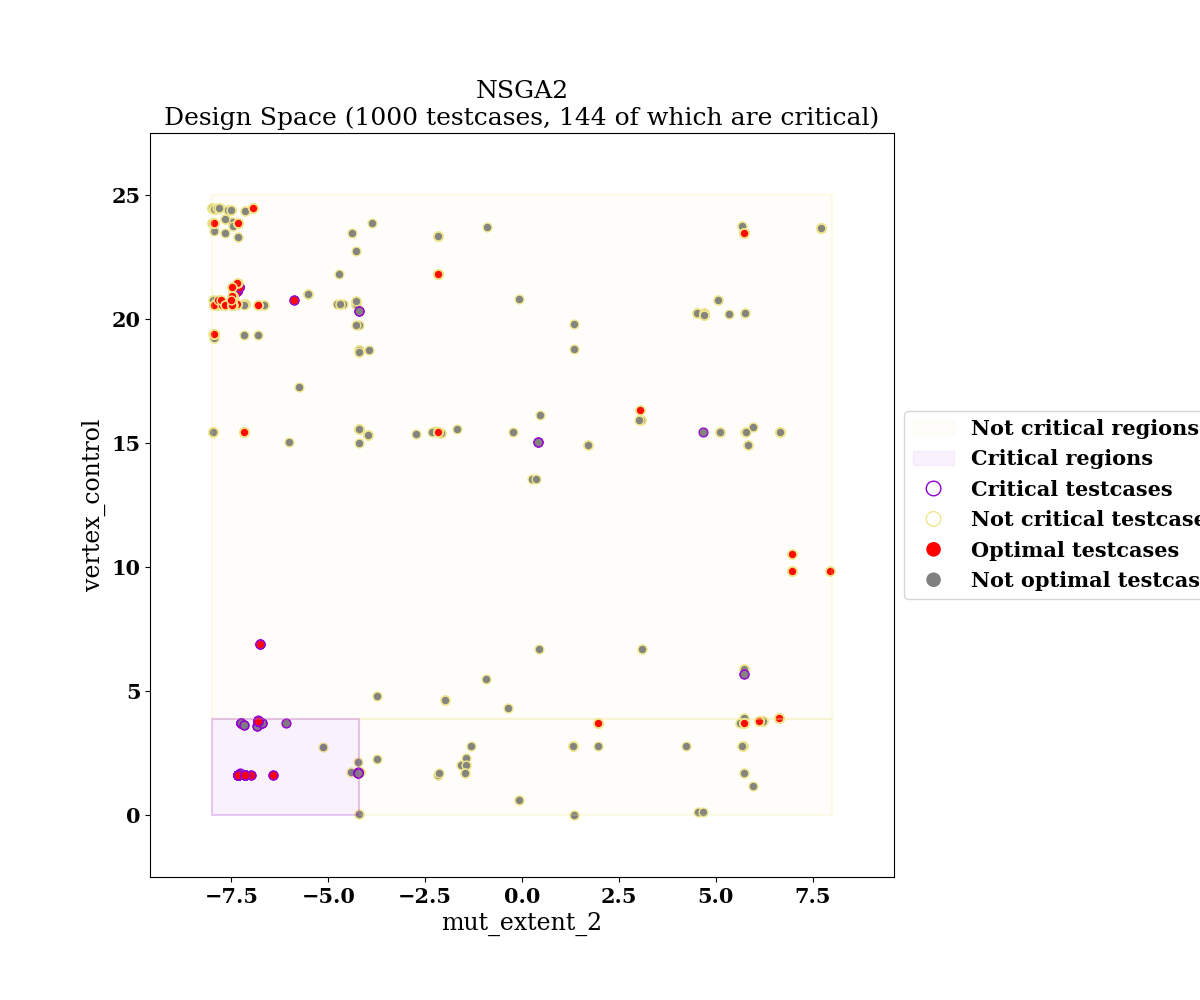 NSGA2
Design Space (1000 testcases, 144 of which are critical)
25
20
15
10
5
0
vertex_control
−7.5 −5.0 −2.5 0.0 2.5 5.0 7.5
mut_extent_2
Not critical regions
Critical regions
Critical testcases
Not critical testcase
Optimal testcases
Not optimal testcas